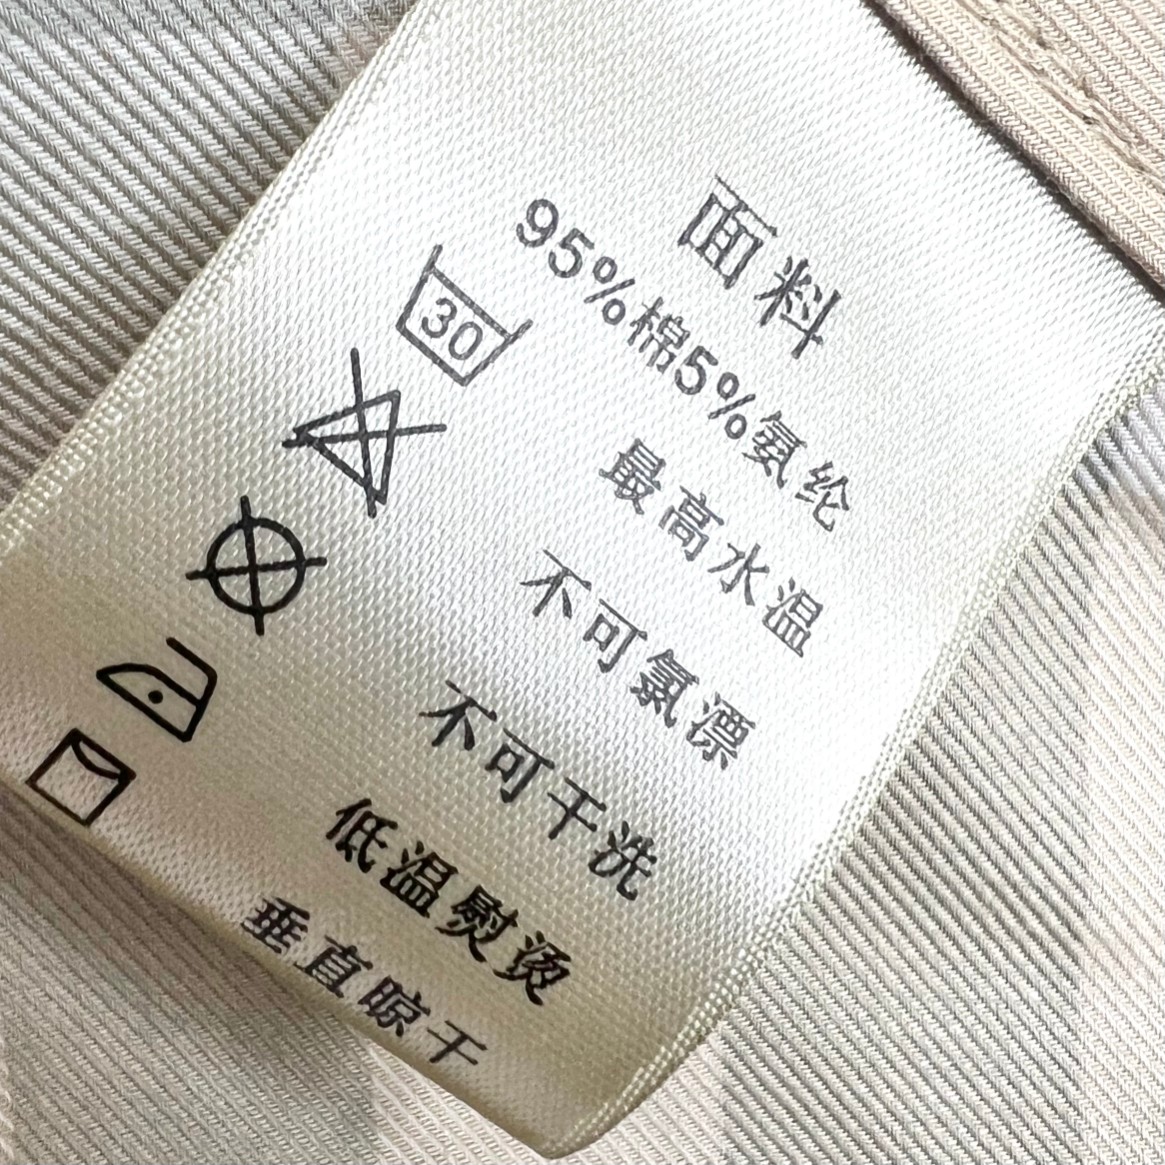 面料
95%棉5%氨纶
30 最高水温
不可氯漂
不可干洗
低温熨烫
垂直晾干